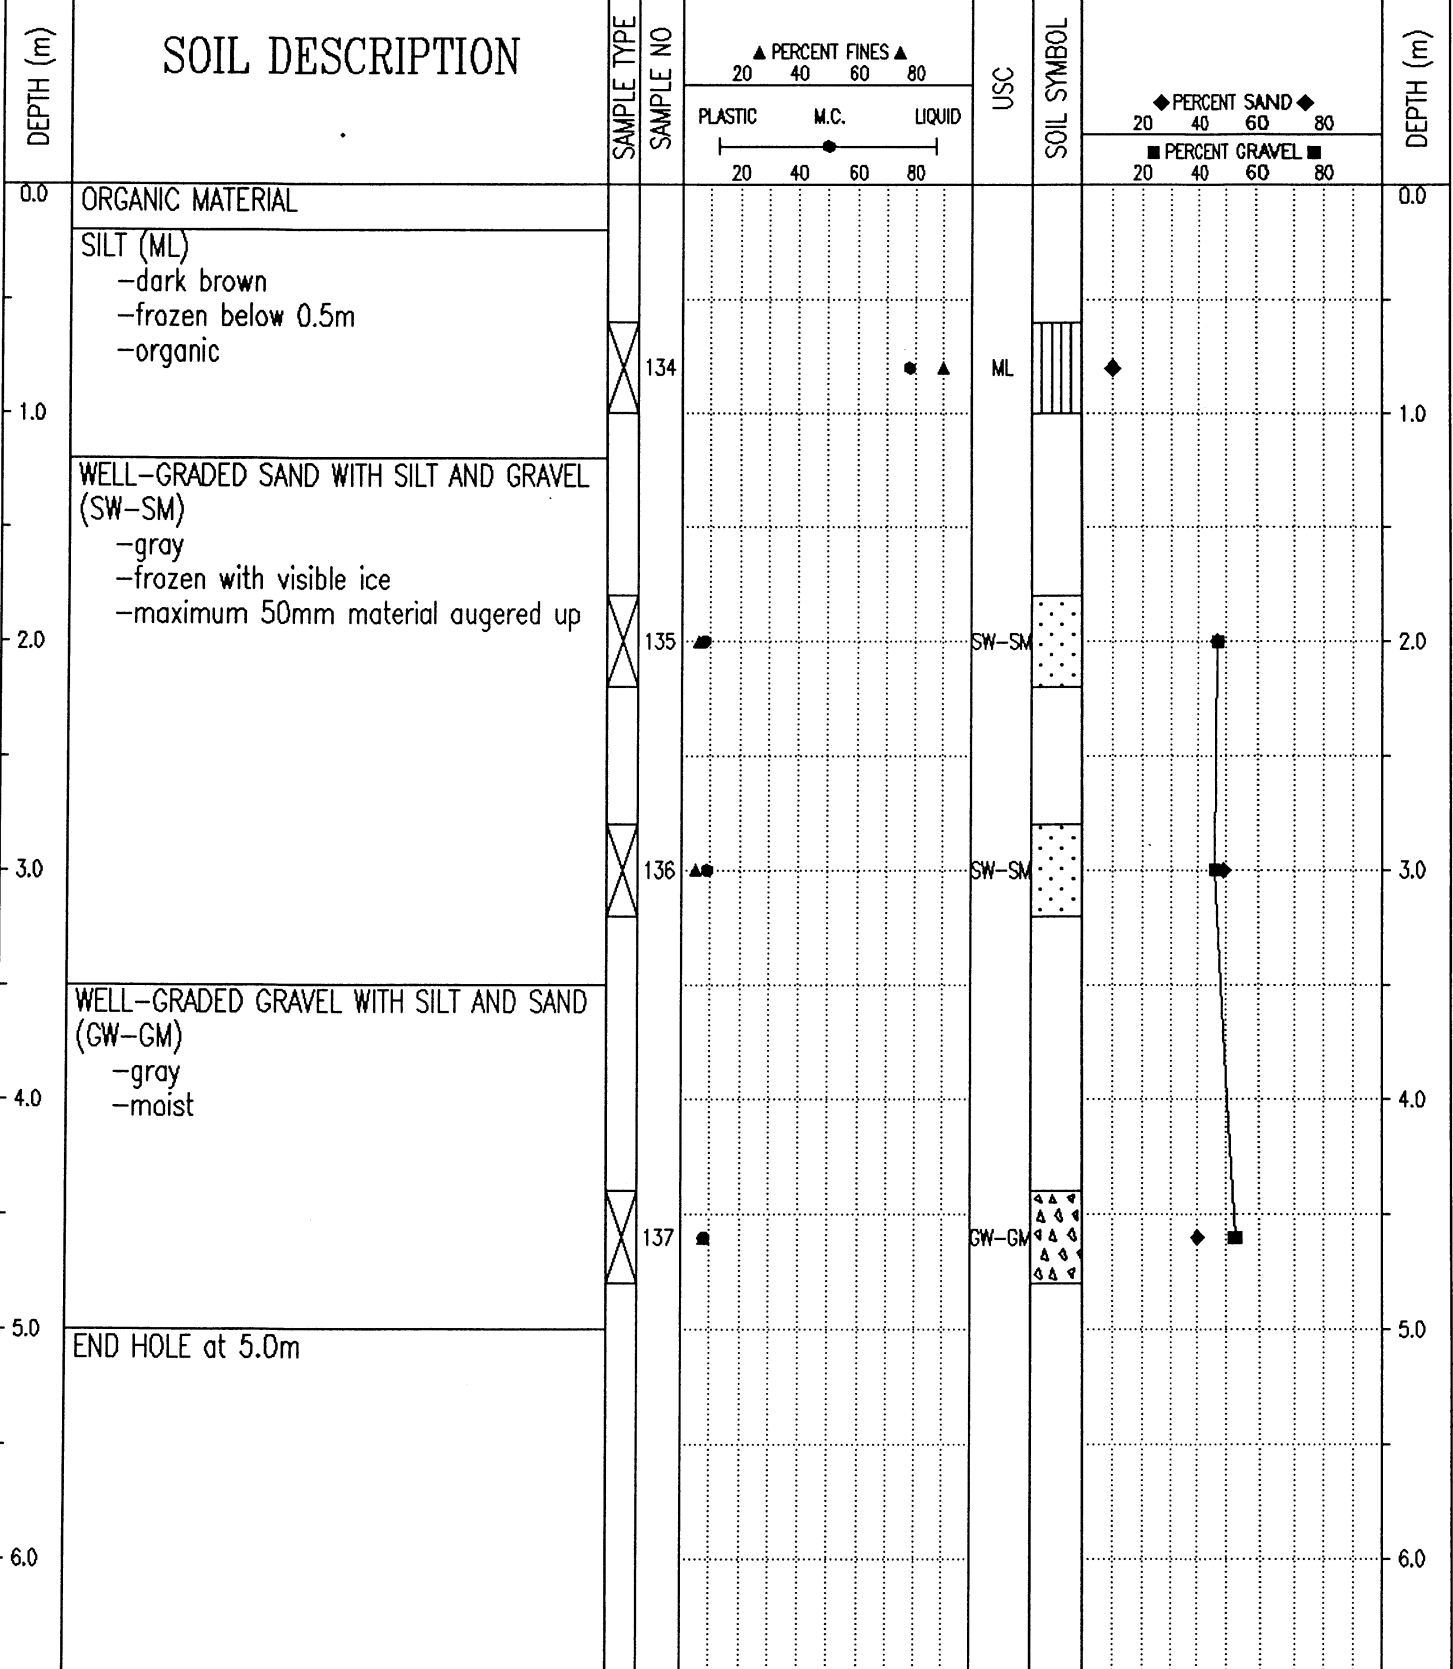 DEPTH (m)
SOIL DESCRIPTION
SAMPLE TYPE
SAMPLE NO
▲ PERCENT FINES ▲
20 40 60 80
PLASTIC M.C. LIQUID
20 40 60 80
USC
SOIL SYMBOL
◆ PERCENT SAND ◆
20 40 60 80
■ PERCENT GRAVEL ■
20 40 60 80
DEPTH (m)
0.0
ORGANIC MATERIAL
0.0
SILT (ML)
-dark brown
-frozen below 0.5m
-organic
134
ML
1.0
1.0
WELL-GRADED SAND WITH SILT AND GRAVEL
(SW-SM)
-gray
-frozen with visible ice
-maximum 50mm material augered up
2.0
135
SW-SM
2.0
3.0
136
SW-SM
3.0
WELL-GRADED GRAVEL WITH SILT AND SAND
(GW-GM)
-gray
-moist
4.0
4.0
137
GW-GM
5.0
5.0
END HOLE at 5.0m
6.0
6.0